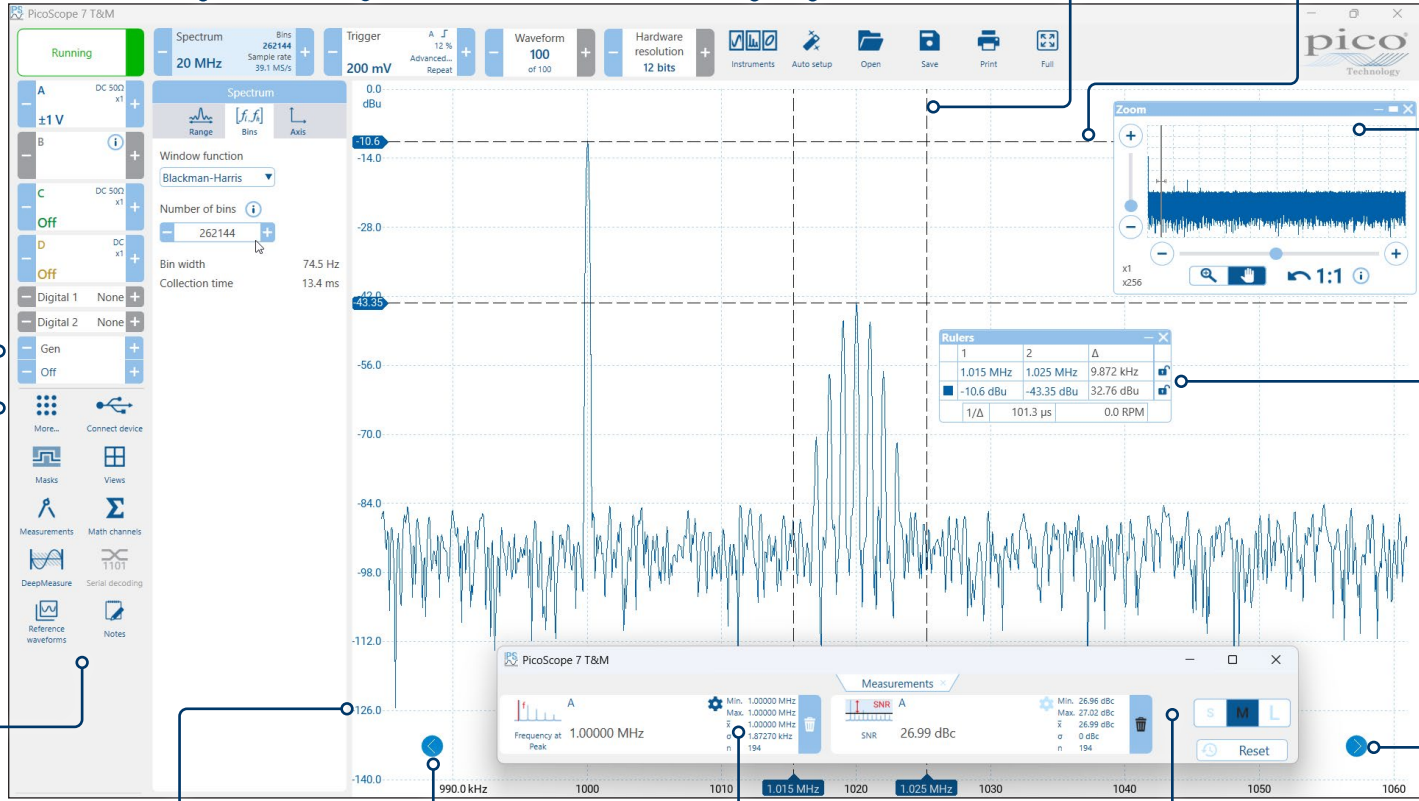 PicoScope 7 T&M
Running
Spectrum
20 MHz
Bins
262144
Sample rate
39.1 MS/s
Trigger
200 mV
A
12 %
Advanced...
Repeat
Waveform
100
of 100
Hardware
resolution
12 bits
Instruments
Auto setup
Open
Save
Print
Full
pico
Technology
A
DC 50Ω
x1
±1 V
B
C
DC 50Ω
x1
Off
D
DC
x1
Off
Digital 1 None
Digital 2 None
Gen
Off
More...
Connect device
Masks
Views
Measurements
Math channels
DeepMeasure
Serial decoding
1101
Reference
waveforms
Notes
Spectrum
Range
Bins
Axis
Window function
Blackman-Harris
Number of bins
262144
Bin width 74.5 Hz
Collection time 13.4 ms
0.0
dBu
-10.6
-14.0
-28.0
-43.35
-56.0
-70.0
-84.0
-98.0
-112.0
-126.0
-140.0
Zoom
x1
x256
1:1
Rulers
1 2 Δ
1.015 MHz 1.025 MHz 9.872 kHz
-10.6 dBu -43.35 dBu 32.76 dBu
1/Δ 101.3 µs 0.0 RPM
PicoScope 7 T&M
Measurements
A
Frequency at
Peak
1.00000 MHz
Min. 1.00000 MHz
Max. 1.00000 MHz
x̄ 1.00000 MHz
σ 1.87270 kHz
n 194
SNR
A
SNR
26.99 dBc
Min. 26.96 dBc
Max. 27.02 dBc
x̄ 26.99 dBc
σ 0 dBc
n 194
S M L
Reset
990.0 kHz 1000 1010 1.015 MHz 1020 1.025 MHz 1030 1040 1050 1060